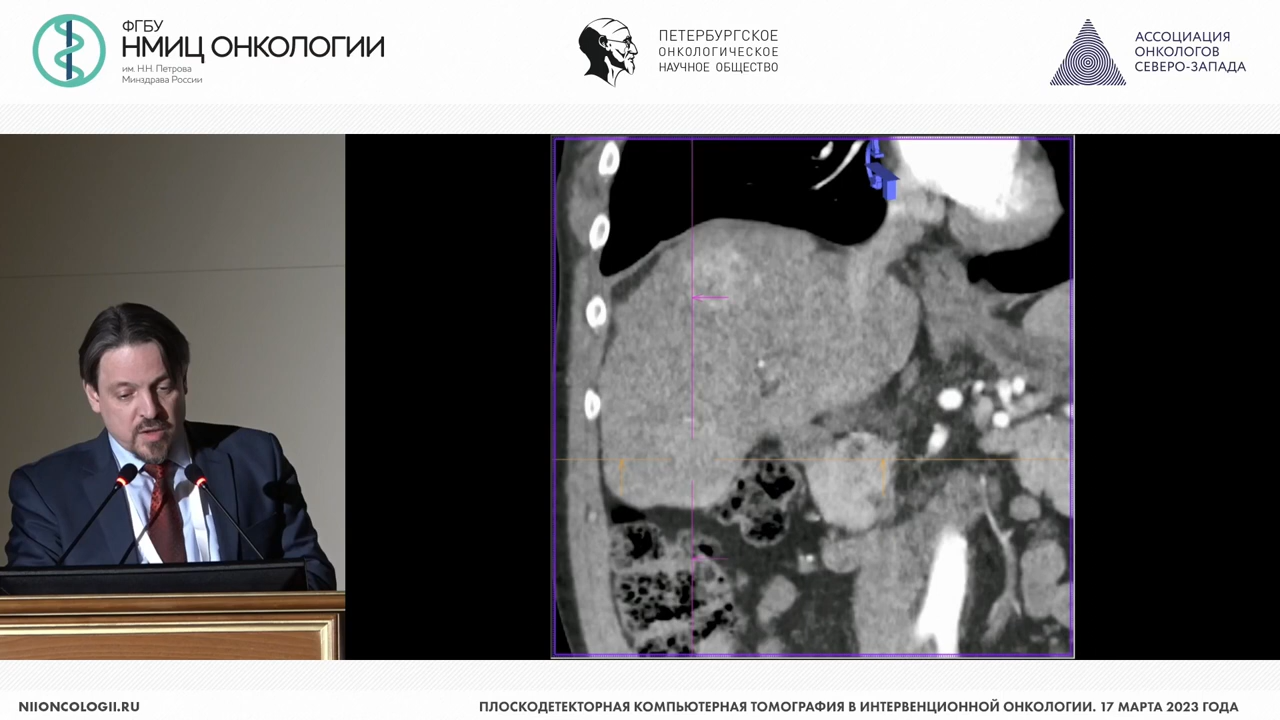 ФГБУ
НМИЦ ОНКОЛОГИИ
им. Н.Н. Петрова
Минздрава России
ПЕТЕРБУРГСКОЕ
ОНКОЛОГИЧЕСКОЕ
НАУЧНОЕ ОБЩЕСТВО
АССОЦИАЦИЯ
ОНКОЛОГОВ
СЕВЕРО-ЗАПАДА
NIIONCOLOGII.RU
ПЛОСКОДЕТЕКТОРНАЯ КОМПЬЮТЕРНАЯ ТОМОГРАФИЯ В ИНТЕРВЕНЦИОННОЙ ОНКОЛОГИИ. 17 МАРТА 2023 ГОДА